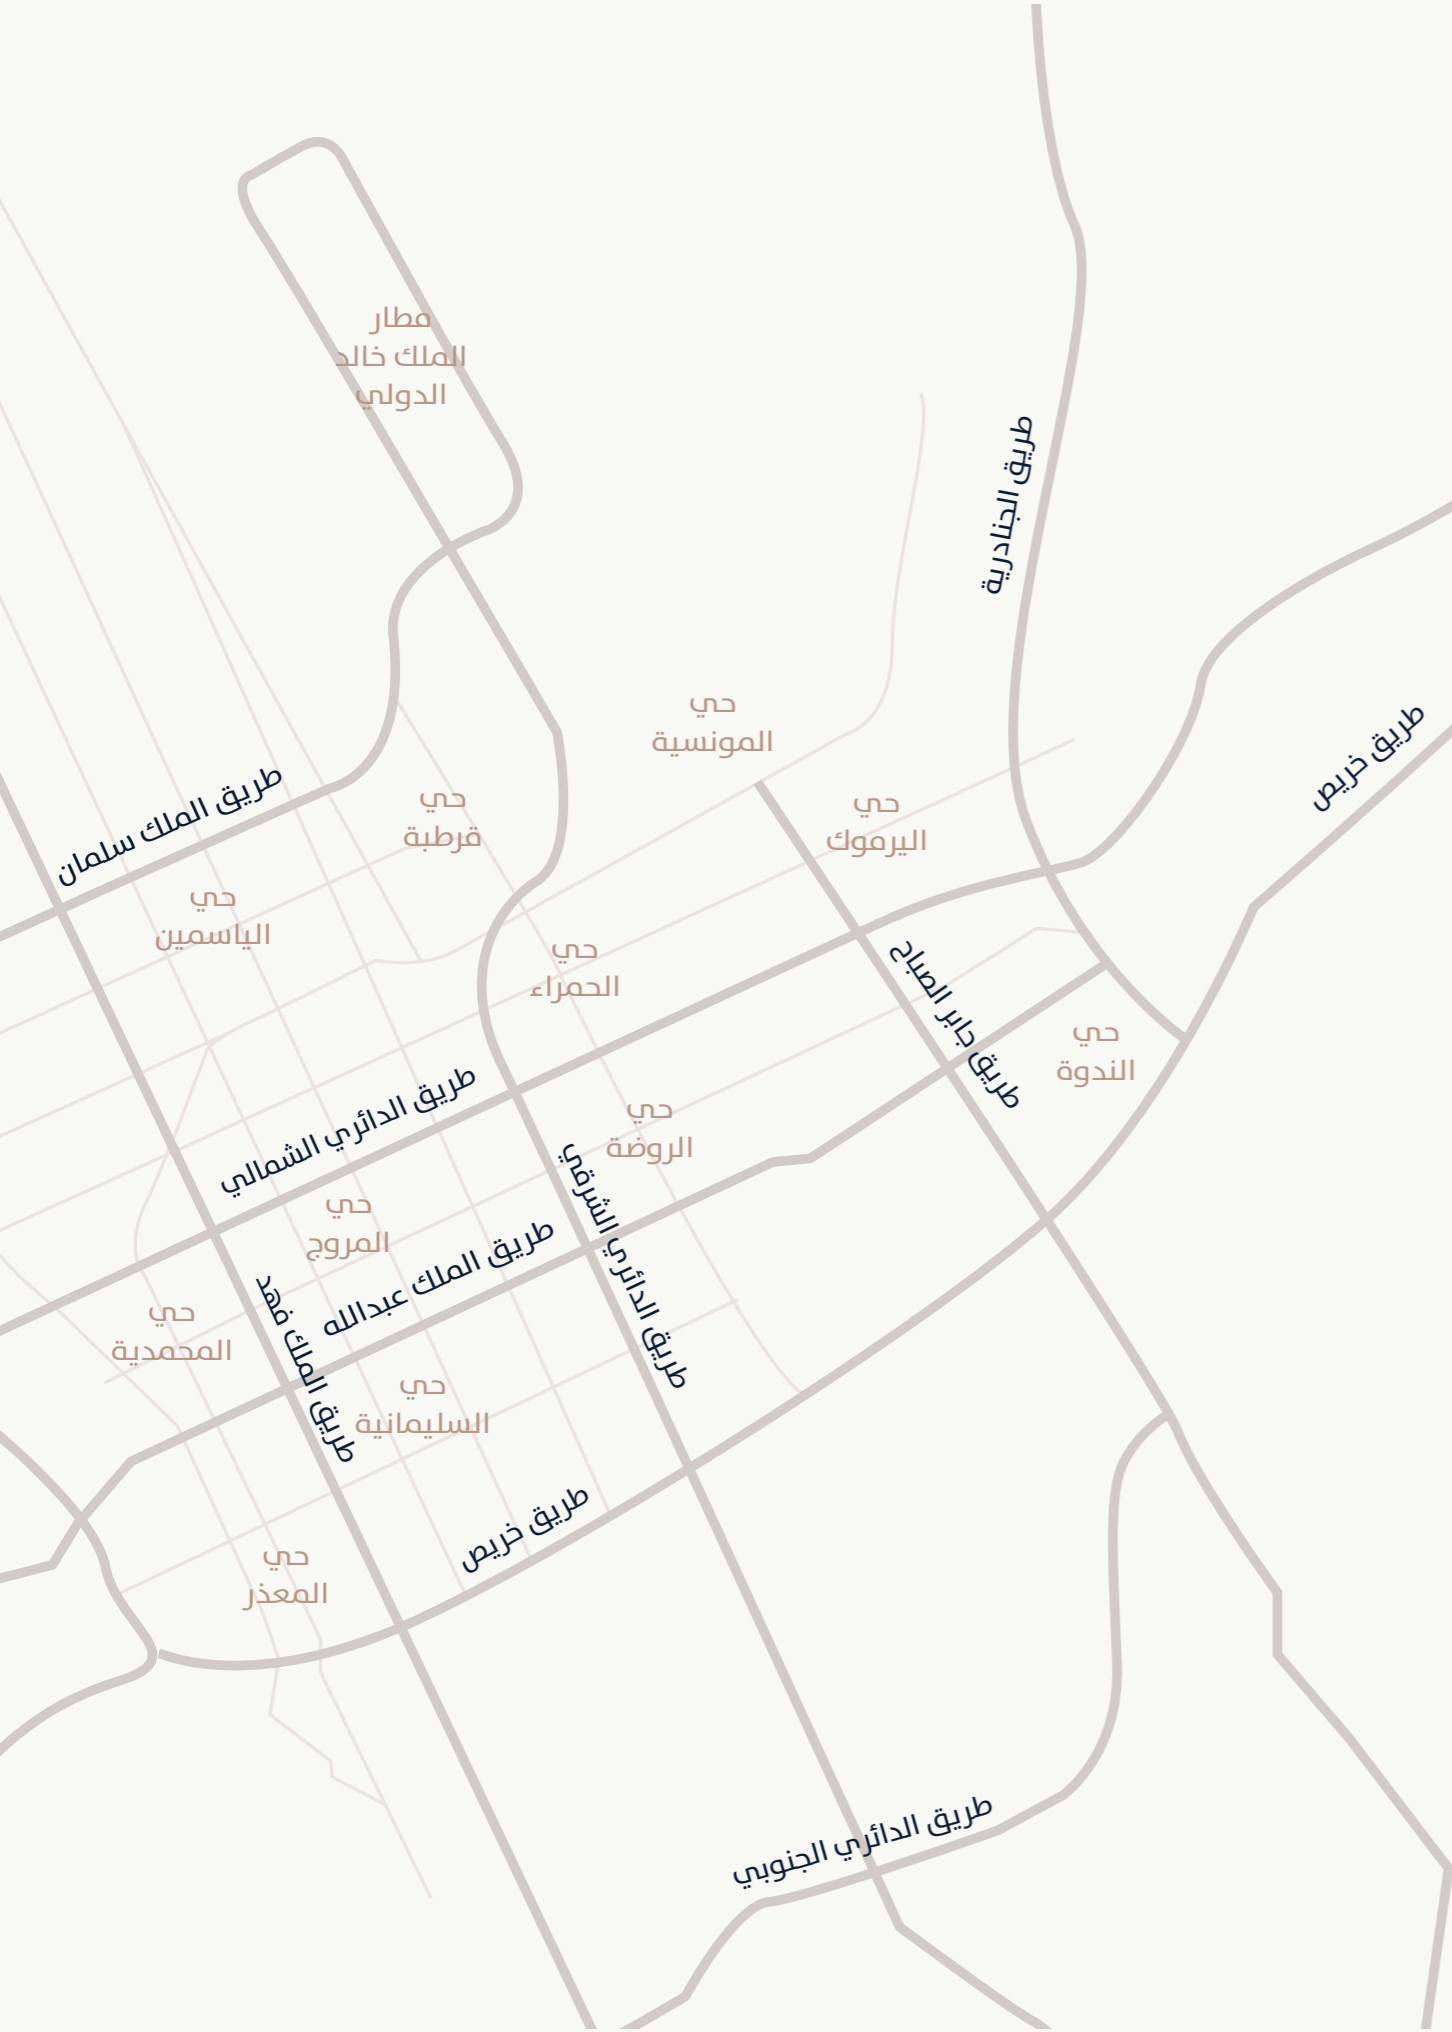 مطار
الملك خالد
الدولي
طريق الجنادرية
حي
المونسية
طريق خريص
طريق الملك سلمان
حي
قرطبة
حي
اليرموك
حي
الياسمين
حي
الحمراء
طريق جابر الصباح
حي
الندوة
طريق الدائري الشمالي
حي
الروضة
طريق الدائري الشرقي
حي
المروج
طريق الملك عبدالله
طريق الملك فهد
حي
المحمدية
حي
السليمانية
طريق خريص
حي
المعذر
طريق الدائري الجنوبي